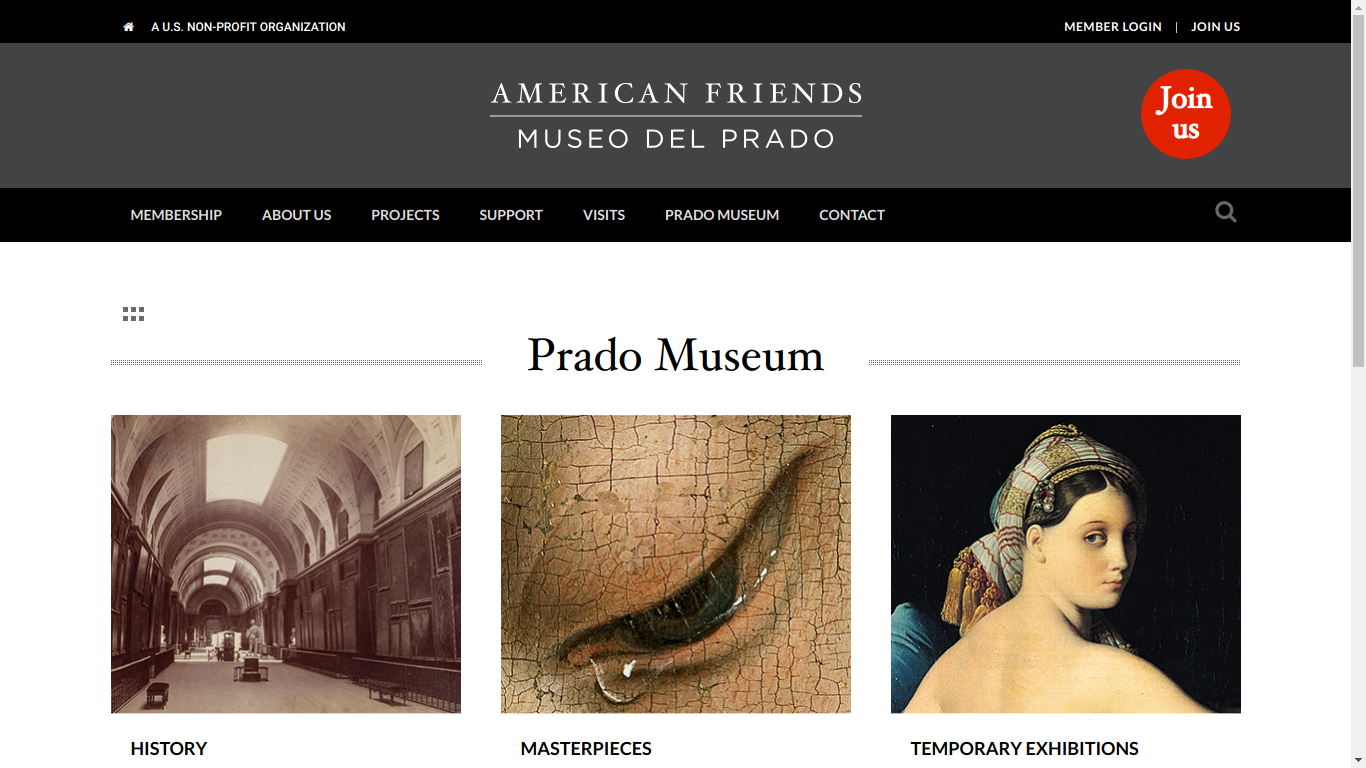 A U.S. NON-PROFIT ORGANIZATION
MEMBER LOGIN | JOIN US
AMERICAN FRIENDS
MUSEO DEL PRADO
Join
us
MEMBERSHIP ABOUT US PROJECTS SUPPORT VISITS PRADO MUSEUM CONTACT
Prado Museum
HISTORY MASTERPIECES TEMPORARY EXHIBITIONS